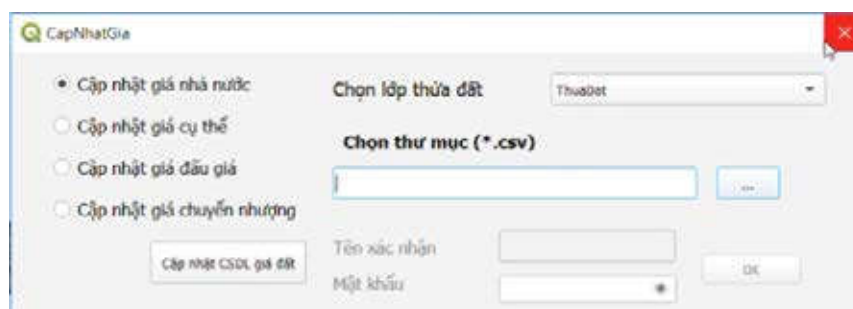 CapNhatGia
Cập nhật giá nhà nước
Cập nhật giá cụ thể
Cập nhật giá đấu giá
Cập nhật giá chuyển nhượng
Cập nhật CSDL giá đất
Chọn lớp thửa đất
ThuaDat
Chọn thư mục (*.csv)
...
Tên xác nhận
Mật khẩu
OK